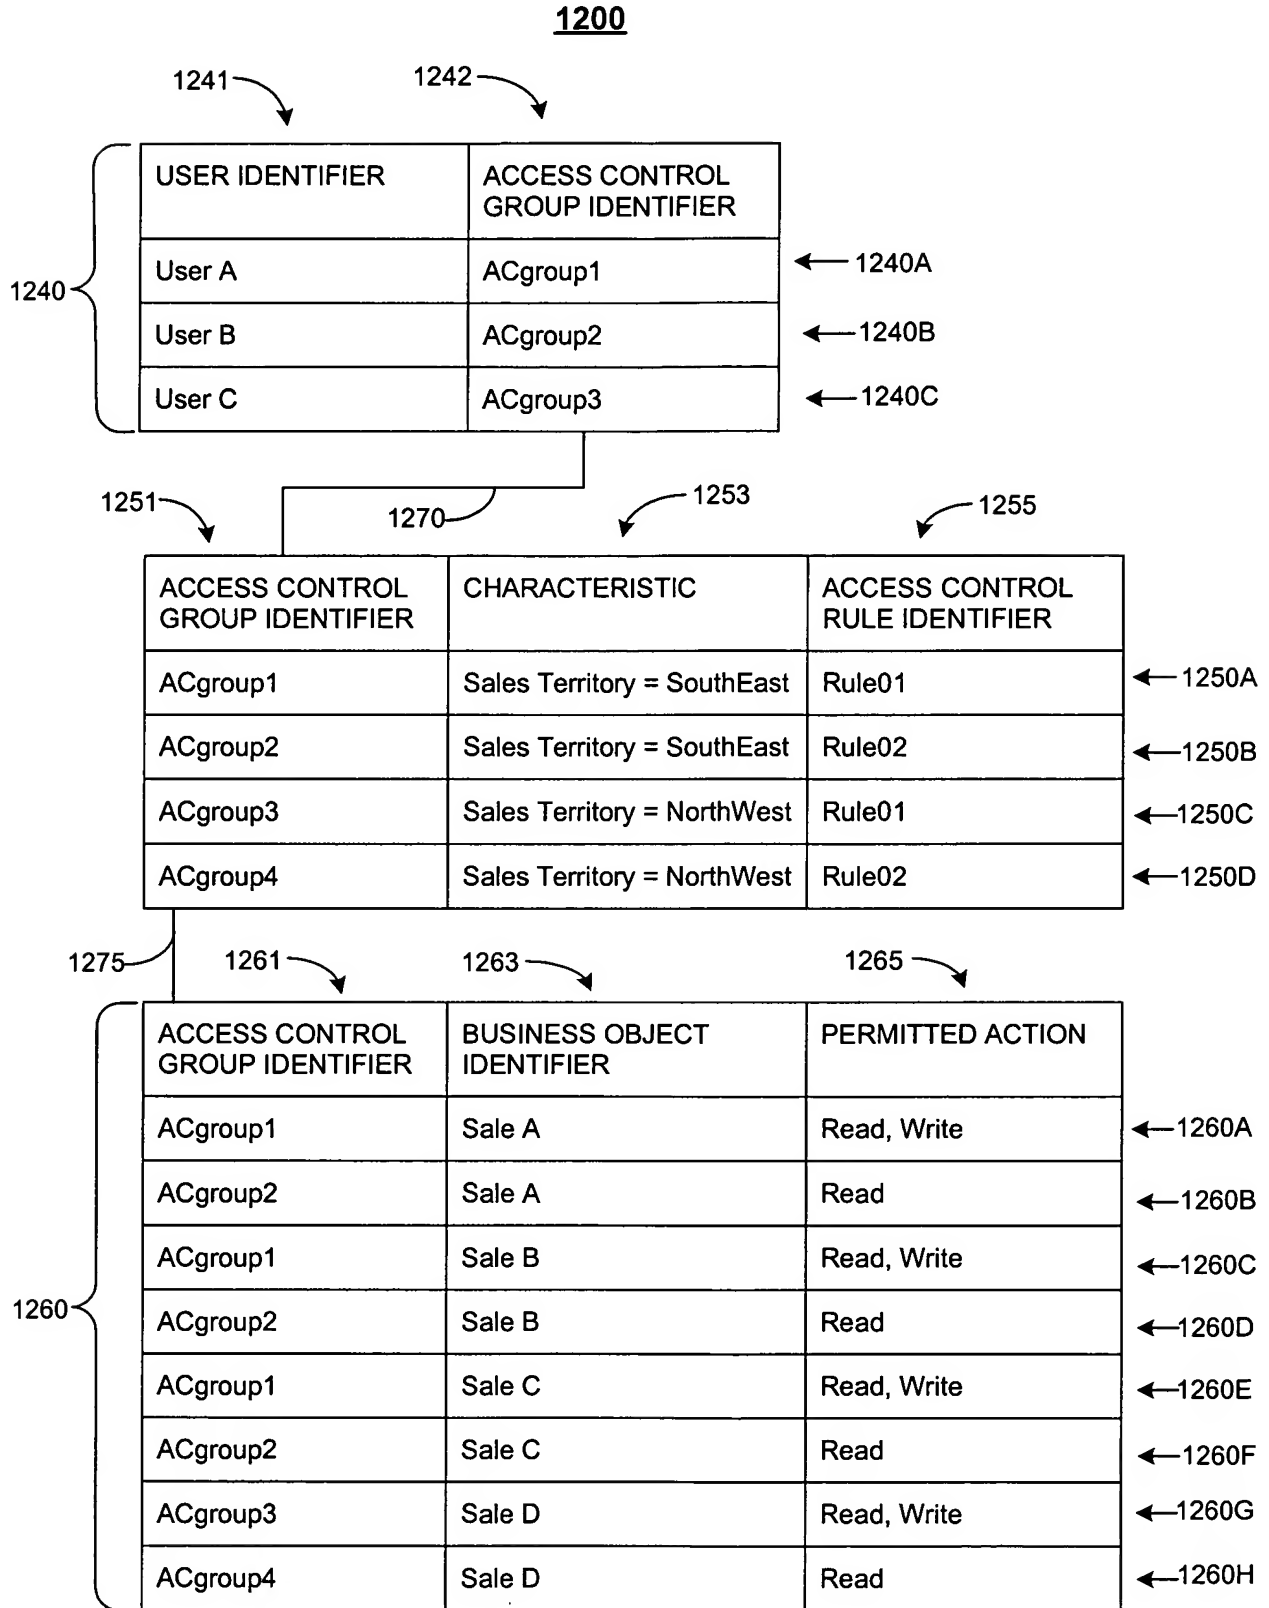 1200
1241
1242
USER IDENTIFIER
ACCESS CONTROL
GROUP IDENTIFIER
User A
ACgroup1
1240A
1240
User B
ACgroup2
1240B
User C
ACgroup3
1240C
1251
1270
1253
1255
ACCESS CONTROL
GROUP IDENTIFIER
CHARACTERISTIC
ACCESS CONTROL
RULE IDENTIFIER
ACgroup1
Sales Territory = SouthEast
Rule01
1250A
ACgroup2
Sales Territory = SouthEast
Rule02
1250B
ACgroup3
Sales Territory = NorthWest
Rule01
1250C
ACgroup4
Sales Territory = NorthWest
Rule02
1250D
1275
1261
1263
1265
ACCESS CONTROL
GROUP IDENTIFIER
BUSINESS OBJECT
IDENTIFIER
PERMITTED ACTION
ACgroup1
Sale A
Read, Write
1260A
ACgroup2
Sale A
Read
1260B
ACgroup1
Sale B
Read, Write
1260C
1260
ACgroup2
Sale B
Read
1260D
ACgroup1
Sale C
Read, Write
1260E
ACgroup2
Sale C
Read
1260F
ACgroup3
Sale D
Read, Write
1260G
ACgroup4
Sale D
Read
1260H